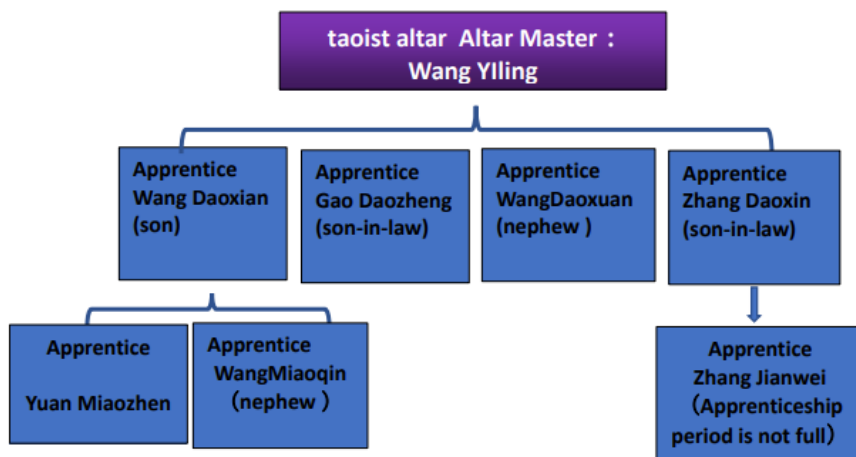 taoist altar Altar Master：
Wang YIling
Apprentice
Wang Daoxian
(son)
Apprentice
Gao Daozheng
(son-in-law)
Apprentice
WangDaoxuan
(nephew )
Apprentice
Zhang Daoxin
(son-in-law)
Apprentice
Yuan Miaozhen
Apprentice
WangMiaoqin
（nephew ）
Apprentice
Zhang Jianwei
（Apprenticeship
period is not full）